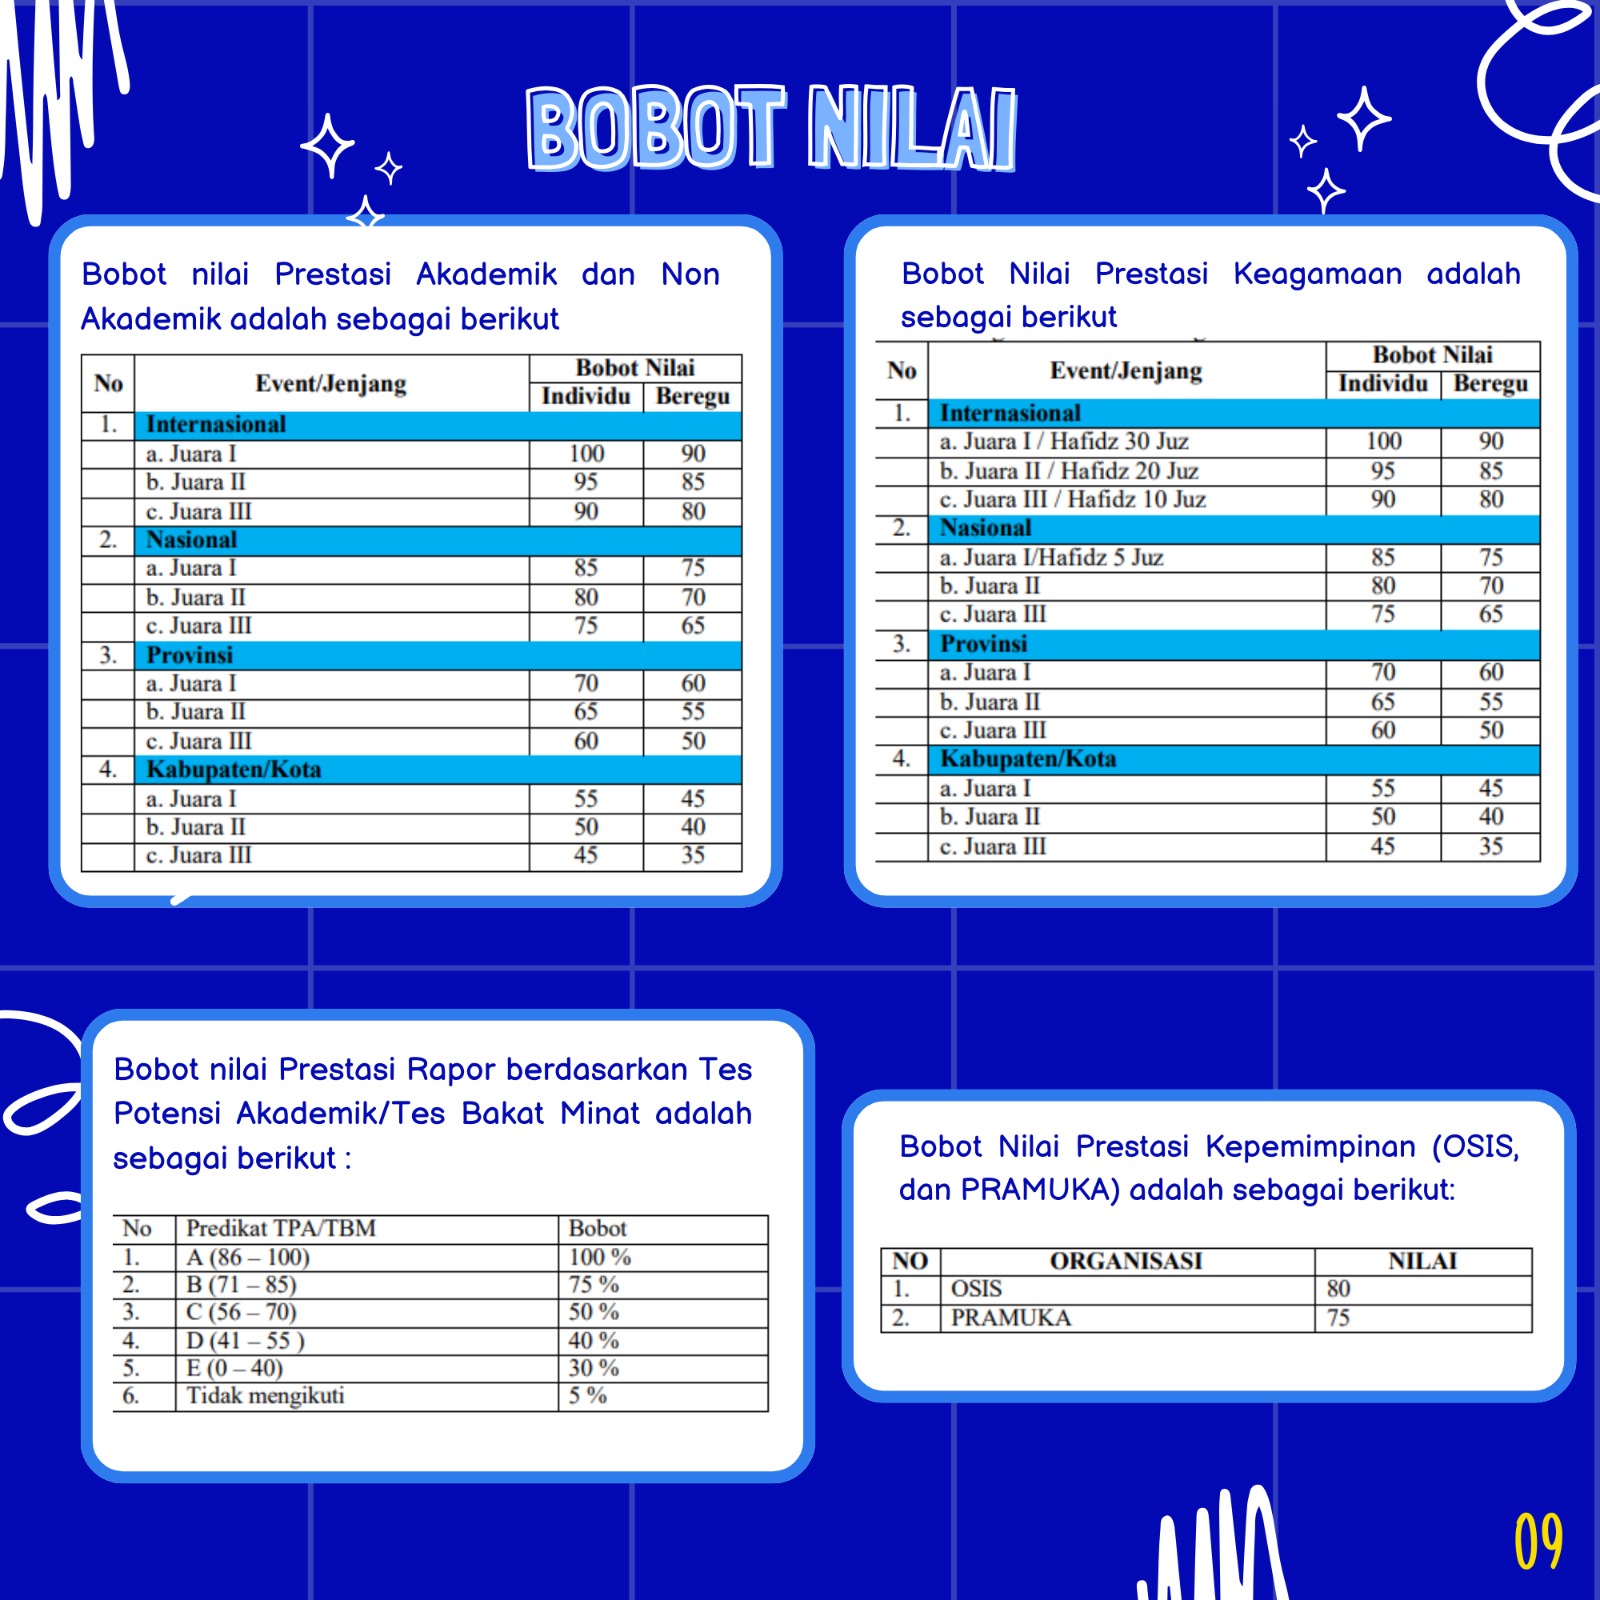 BOBOT NILAI
Bobot nilai Prestasi Akademik dan Non
Akademik adalah sebagai berikut
No Event/Jenjang Bobot Nilai
Individu Beregu
1. Internasional
a. Juara I 100 90
b. Juara II 95 85
c. Juara III 90 80
2. Nasional
a. Juara I 85 75
b. Juara II 80 70
c. Juara III 75 65
3. Provinsi
a. Juara I 70 60
b. Juara II 65 55
c. Juara III 60 50
4. Kabupaten/Kota
a. Juara I 55 45
b. Juara II 50 40
c. Juara III 45 35
Bobot Nilai Prestasi Keagamaan adalah
sebagai berikut
No Event/Jenjang Bobot Nilai
Individu Beregu
1. Internasional
a. Juara I / Hafidz 30 Juz 100 90
b. Juara II / Hafidz 20 Juz 95 85
c. Juara III / Hafidz 10 Juz 90 80
2. Nasional
a. Juara I/Hafidz 5 Juz 85 75
b. Juara II 80 70
c. Juara III 75 65
3. Provinsi
a. Juara I 70 60
b. Juara II 65 55
c. Juara III 60 50
4. Kabupaten/Kota
a. Juara I 55 45
b. Juara II 50 40
c. Juara III 45 35
Bobot nilai Prestasi Rapor berdasarkan Tes
Potensi Akademik/Tes Bakat Minat adalah
sebagai berikut :
No Predikat TPA/TBM Bobot
1. A (86 – 100) 100 %
2. B (71 – 85) 75 %
3. C (56 – 70) 50 %
4. D (41 – 55 ) 40 %
5. E (0 – 40) 30 %
6. Tidak mengikuti 5 %
Bobot Nilai Prestasi Kepemimpinan (OSIS,
dan PRAMUKA) adalah sebagai berikut:
NO ORGANISASI NILAI
1. OSIS 80
2. PRAMUKA 75
09